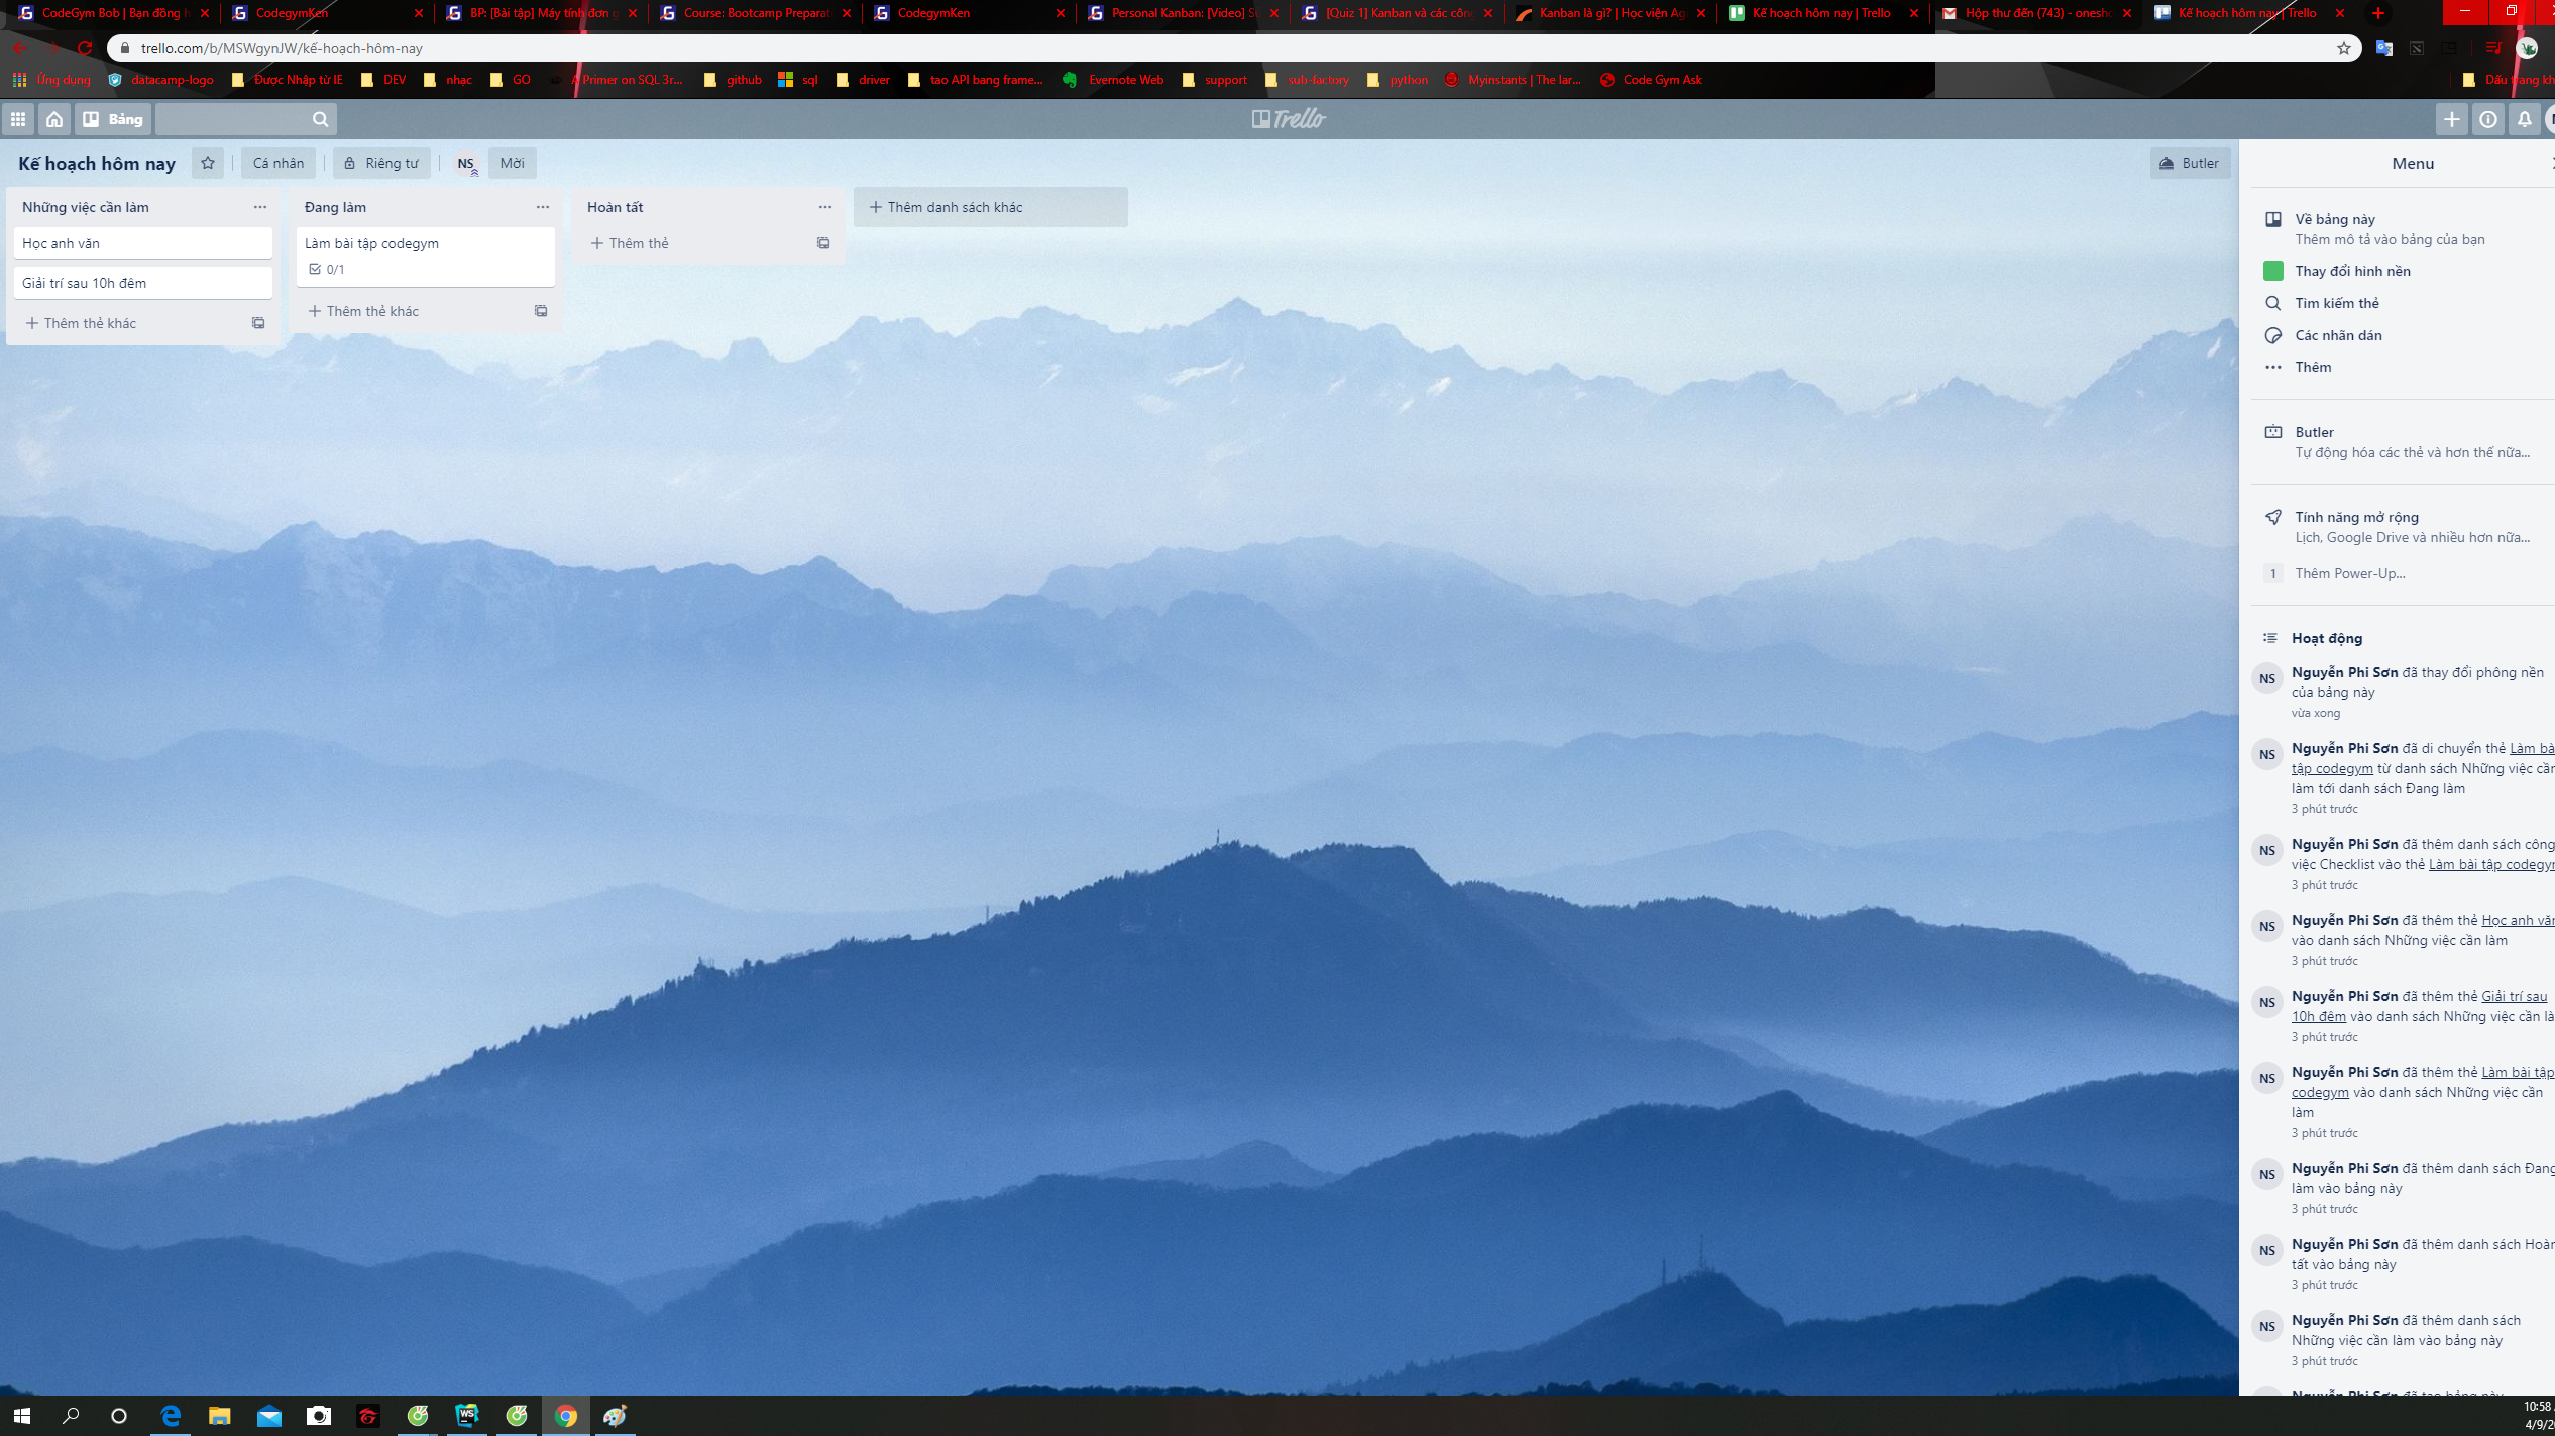 CodeGym Bob | Bạn đồng h
CodegymKen
BP: [Bài tập] Máy tính đơn g
Course: Bootcamp Preparat
CodegymKen
Personal Kanban: [Video] S
[Quiz 1] Kanban và các côn
Kanban là gì? | Học viện Ag
Kế hoạch hôm nay | Trello
Hộp thư đến (743) - onesh
Kế hoạch hôm nay | Trello
trello.com/b/MSWgynJW/kế-hoạch-hôm-nay
Ứng dụng
datacamp-logo
Được Nhập từ IE
DEV
nhạc
GO
A Primer on SQL 3r...
github
sql
driver
tao API bang frame...
Evernote Web
support
sub-factory
python
Myinstants | The lar...
Code Gym Ask
Dấu trang kh
Bảng
Trello
Kế hoạch hôm nay
Cá nhân
Riêng tư
NS
Mời
Butler
Những việc cần làm
Học anh văn
Giải trí sau 10h đêm
+ Thêm thẻ khác
Đang làm
Làm bài tập codegym
0/1
+ Thêm thẻ khác
Hoàn tất
+ Thêm thẻ
+ Thêm danh sách khác
Menu
Về bảng này
Thêm mô tả vào bảng của bạn
Thay đổi hình nền
Tìm kiếm thẻ
Các nhãn dán
Thêm
Butler
Tự động hóa các thẻ và hơn thế nữa...
Tính năng mở rộng
Lịch, Google Drive và nhiều hơn nữa...
1 Thêm Power-Up...
Hoạt động
NS
Nguyễn Phi Sơn đã thay đổi phông nền
của bảng này
vừa xong
NS
Nguyễn Phi Sơn đã di chuyển thẻ Làm bà
tập codegym từ danh sách Những việc cần
làm tới danh sách Đang làm
3 phút trước
NS
Nguyễn Phi Sơn đã thêm danh sách công
việc Checklist vào thẻ Làm bài tập codegym
3 phút trước
NS
Nguyễn Phi Sơn đã thêm thẻ Học anh văn
vào danh sách Những việc cần làm
3 phút trước
NS
Nguyễn Phi Sơn đã thêm thẻ Giải trí sau
10h đêm vào danh sách Những việc cần là
3 phút trước
NS
Nguyễn Phi Sơn đã thêm thẻ Làm bài tập
codegym vào danh sách Những việc cần
làm
3 phút trước
NS
Nguyễn Phi Sơn đã thêm danh sách Đang
làm vào bảng này
3 phút trước
NS
Nguyễn Phi Sơn đã thêm danh sách Hoàn
tất vào bảng này
3 phút trước
NS
Nguyễn Phi Sơn đã thêm danh sách
Những việc cần làm vào bảng này
3 phút trước
Nguyễn Phi Sơn đã tạo bảng này
WS
10:58
4/9/2